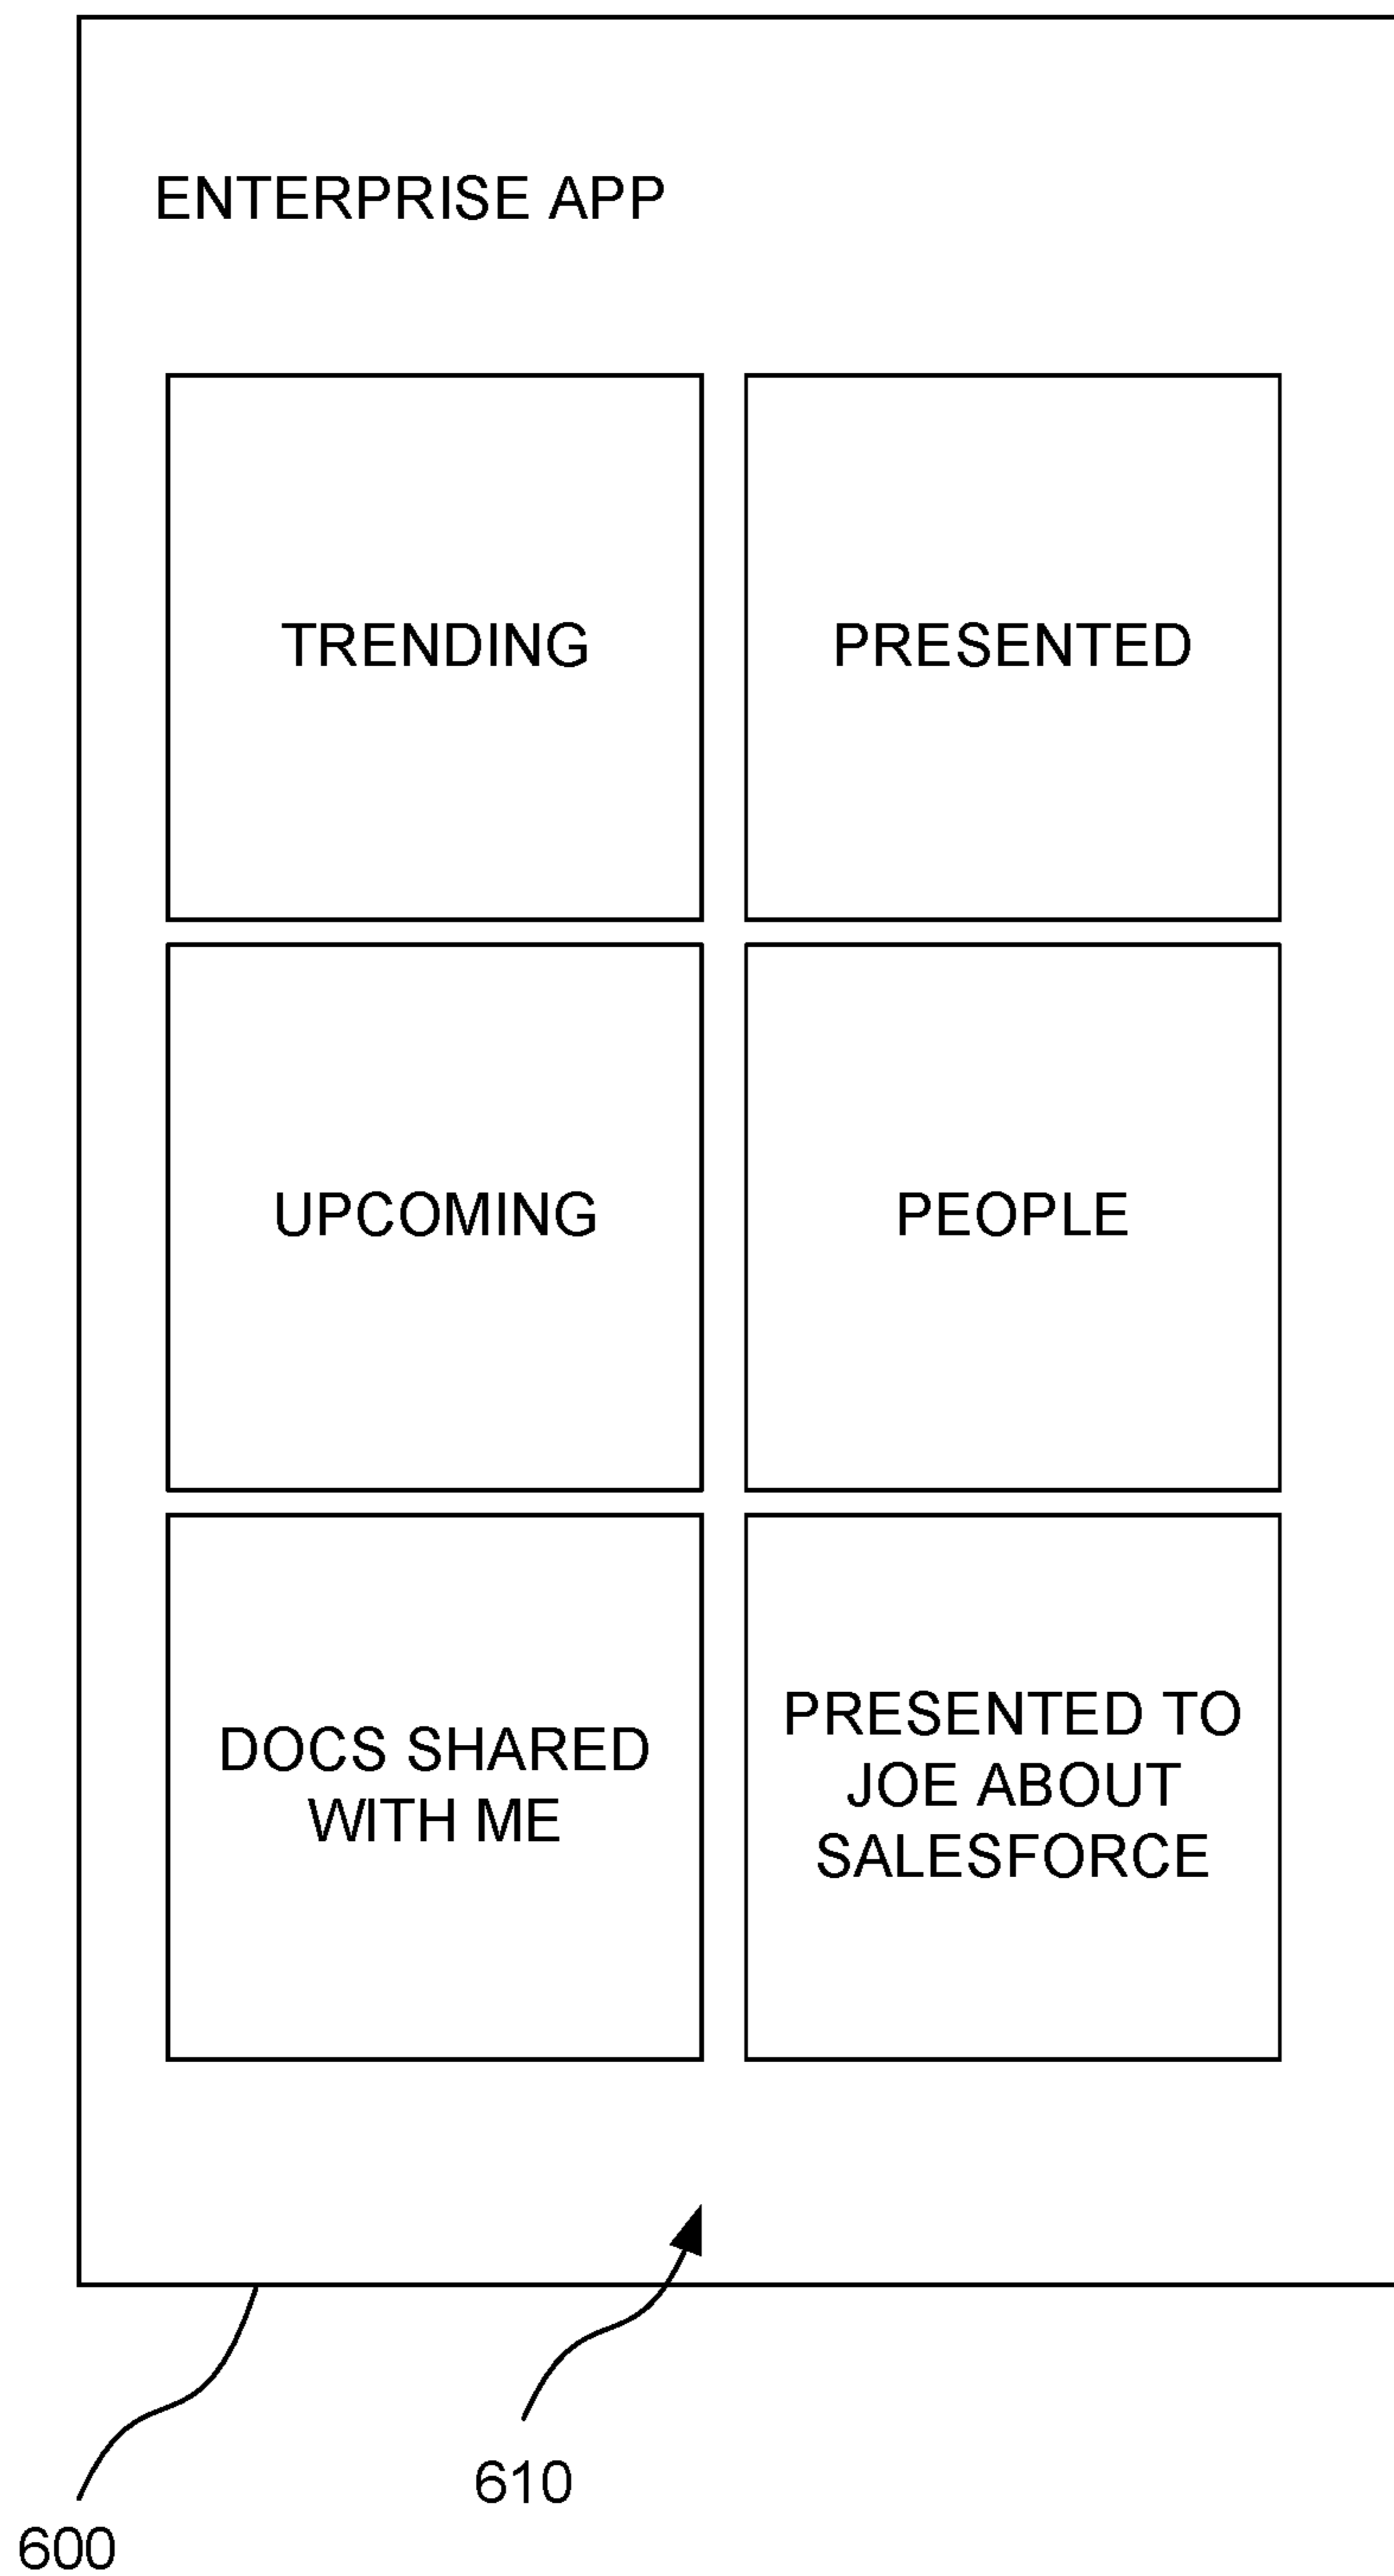 ENTERPRISE APP
TRENDING
PRESENTED
UPCOMING
PEOPLE
DOCS SHARED
WITH ME
PRESENTED TO
JOE ABOUT
SALESFORCE
610
600